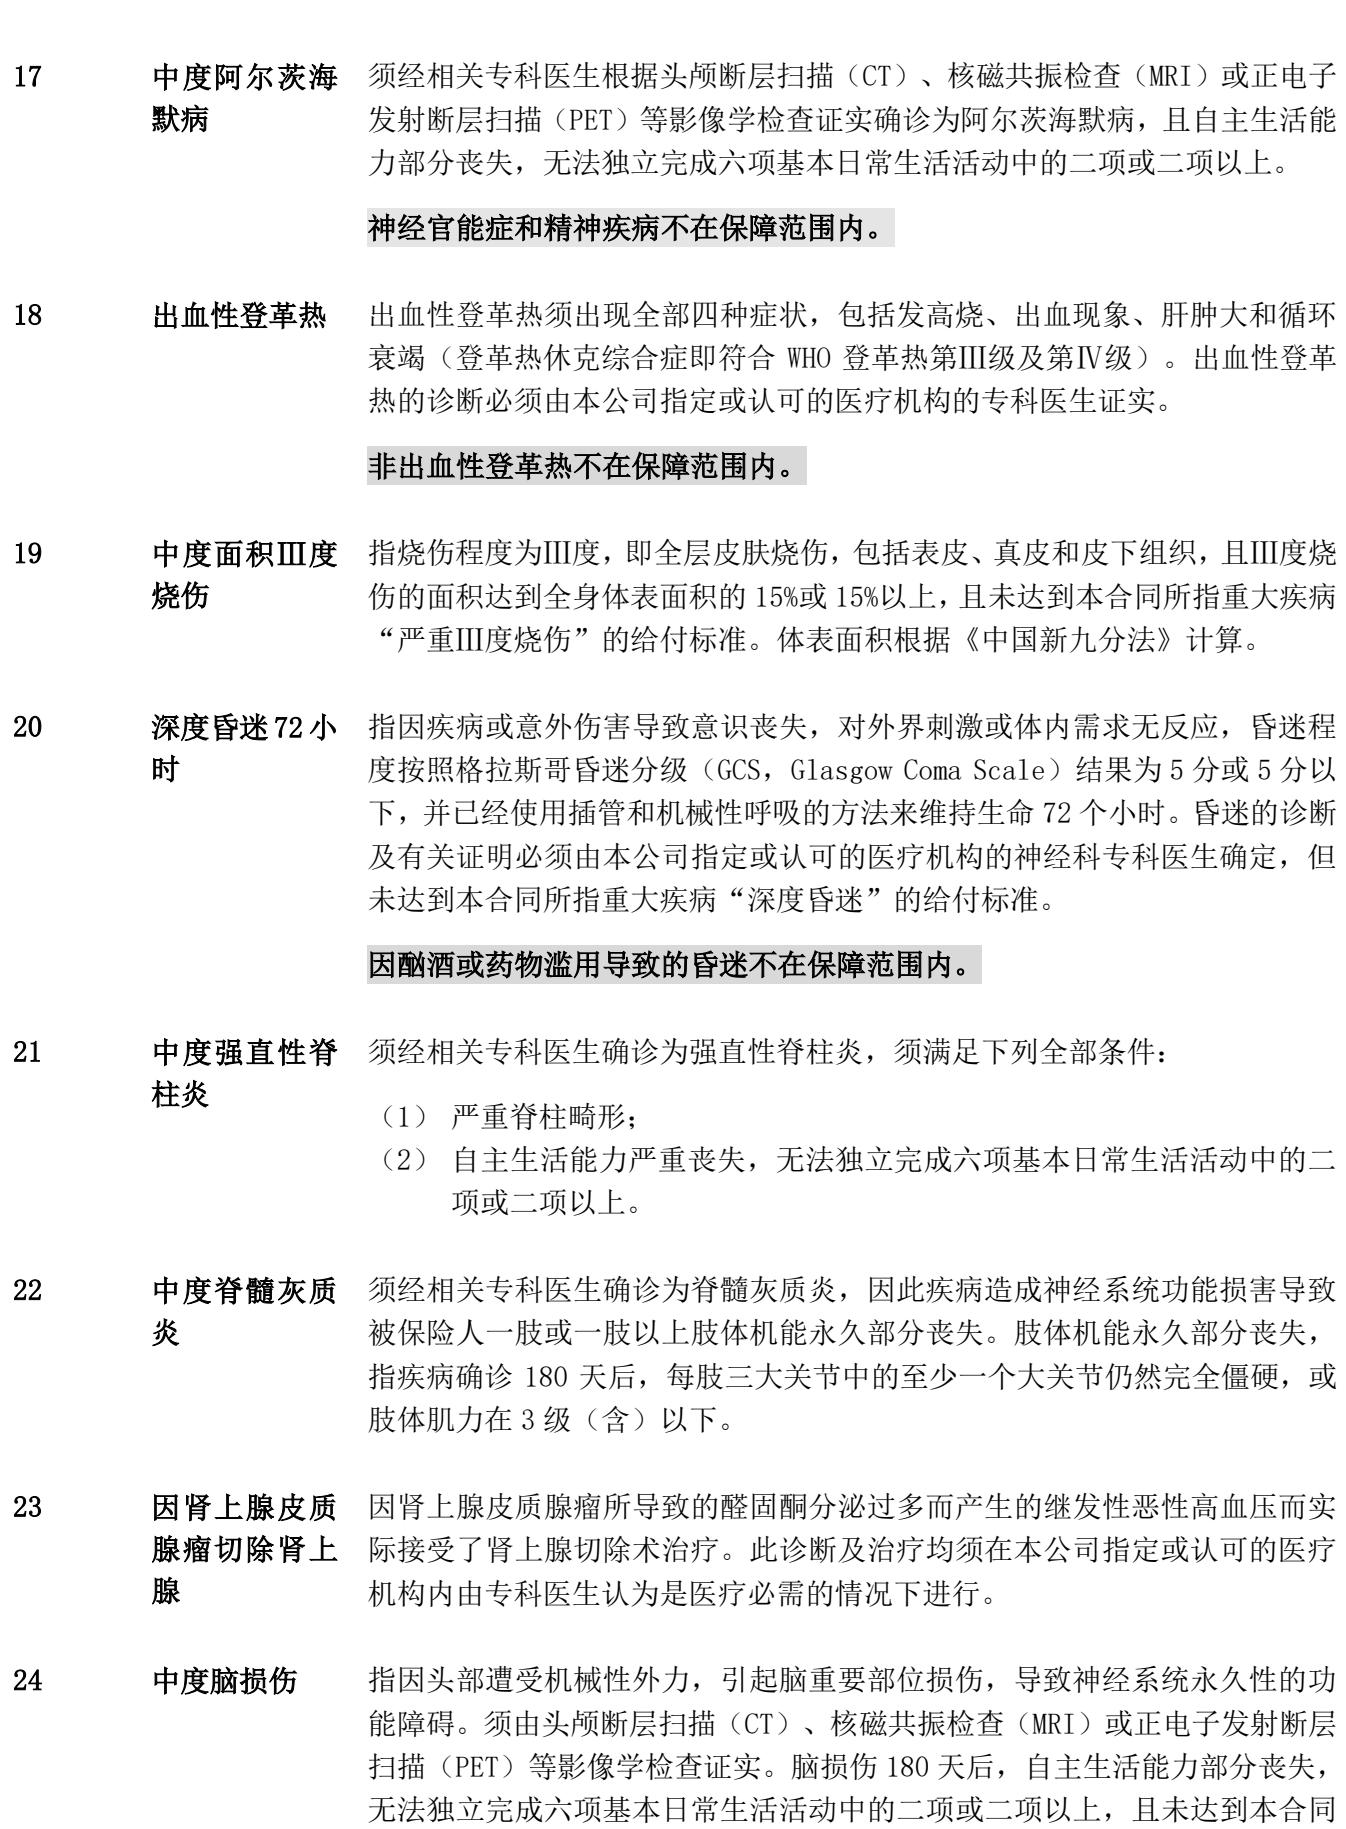 17 中度阿尔茨海 须经相关专科医生根据头颅断层扫描（CT）、核磁共振检查（MRI）或正电子
默病 发射断层扫描（PET）等影像学检查证实确诊为阿尔茨海默病，且自主生活能
力部分丧失，无法独立完成六项基本日常生活活动中的二项或二项以上。
神经官能症和精神疾病不在保障范围内。
18 出血性登革热 出血性登革热须出现全部四种症状，包括发高烧、出血现象、肝肿大和循环
衰竭（登革热休克综合症即符合 WHO 登革热第Ⅲ级及第Ⅳ级）。出血性登革
热的诊断必须由本公司指定或认可的医疗机构的专科医生证实。
非出血性登革热不在保障范围内。
19 中度面积Ⅲ度 指烧伤程度为Ⅲ度，即全层皮肤烧伤，包括表皮、真皮和皮下组织，且Ⅲ度烧
烧伤 伤的面积达到全身体表面积的 15%或 15%以上，且未达到本合同所指重大疾病
“严重Ⅲ度烧伤”的给付标准。体表面积根据《中国新九分法》计算。
20 深度昏迷 72 小 指因疾病或意外伤害导致意识丧失，对外界刺激或体内需求无反应，昏迷程
时 度按照格拉斯哥昏迷分级（GCS，Glasgow Coma Scale）结果为 5 分或 5 分以
下，并已经使用插管和机械性呼吸的方法来维持生命 72 个小时。昏迷的诊断
及有关证明必须由本公司指定或认可的医疗机构的神经科专科医生确定，但
未达到本合同所指重大疾病“深度昏迷”的给付标准。
因酗酒或药物滥用导致的昏迷不在保障范围内。
21 中度强直性脊 须经相关专科医生确诊为强直性脊柱炎，须满足下列全部条件：
柱炎
（1） 严重脊柱畸形；
（2） 自主生活能力严重丧失，无法独立完成六项基本日常生活活动中的二
项或二项以上。
22 中度脊髓灰质 须经相关专科医生确诊为脊髓灰质炎，因此疾病造成神经系统功能损害导致
炎 被保险人一肢或一肢以上肢体机能永久部分丧失。肢体机能永久部分丧失，
指疾病确诊 180 天后，每肢三大关节中的至少一个大关节仍然完全僵硬，或
肢体肌力在 3 级（含）以下。
23 因肾上腺皮质 因肾上腺皮质腺瘤所导致的醛固酮分泌过多而产生的继发性恶性高血压而实
腺瘤切除肾上 际接受了肾上腺切除术治疗。此诊断及治疗均须在本公司指定或认可的医疗
腺 机构内由专科医生认为是医疗必需的情况下进行。
24 中度脑损伤 指因头部遭受机械性外力，引起脑重要部位损伤，导致神经系统永久性的功
能障碍。须由头颅断层扫描（CT）、核磁共振检查（MRI）或正电子发射断层
扫描（PET）等影像学检查证实。脑损伤 180 天后，自主生活能力部分丧失，
无法独立完成六项基本日常生活活动中的二项或二项以上，且未达到本合同